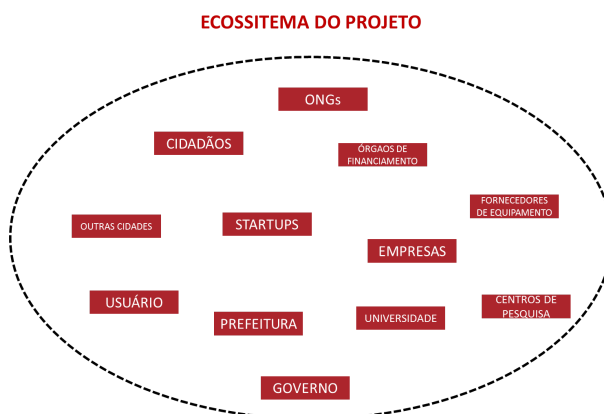 ECOSSITEMA DO PROJETO
ONGs
CIDADÃOS
ÓRGAOS DE
FINANCIAMENTO
FORNECEDORES
DE EQUIPAMENTO
OUTRAS CIDADES
STARTUPS
EMPRESAS
USUÁRIO
PREFEITURA
UNIVERSIDADE
CENTROS DE
PESQUISA
GOVERNO